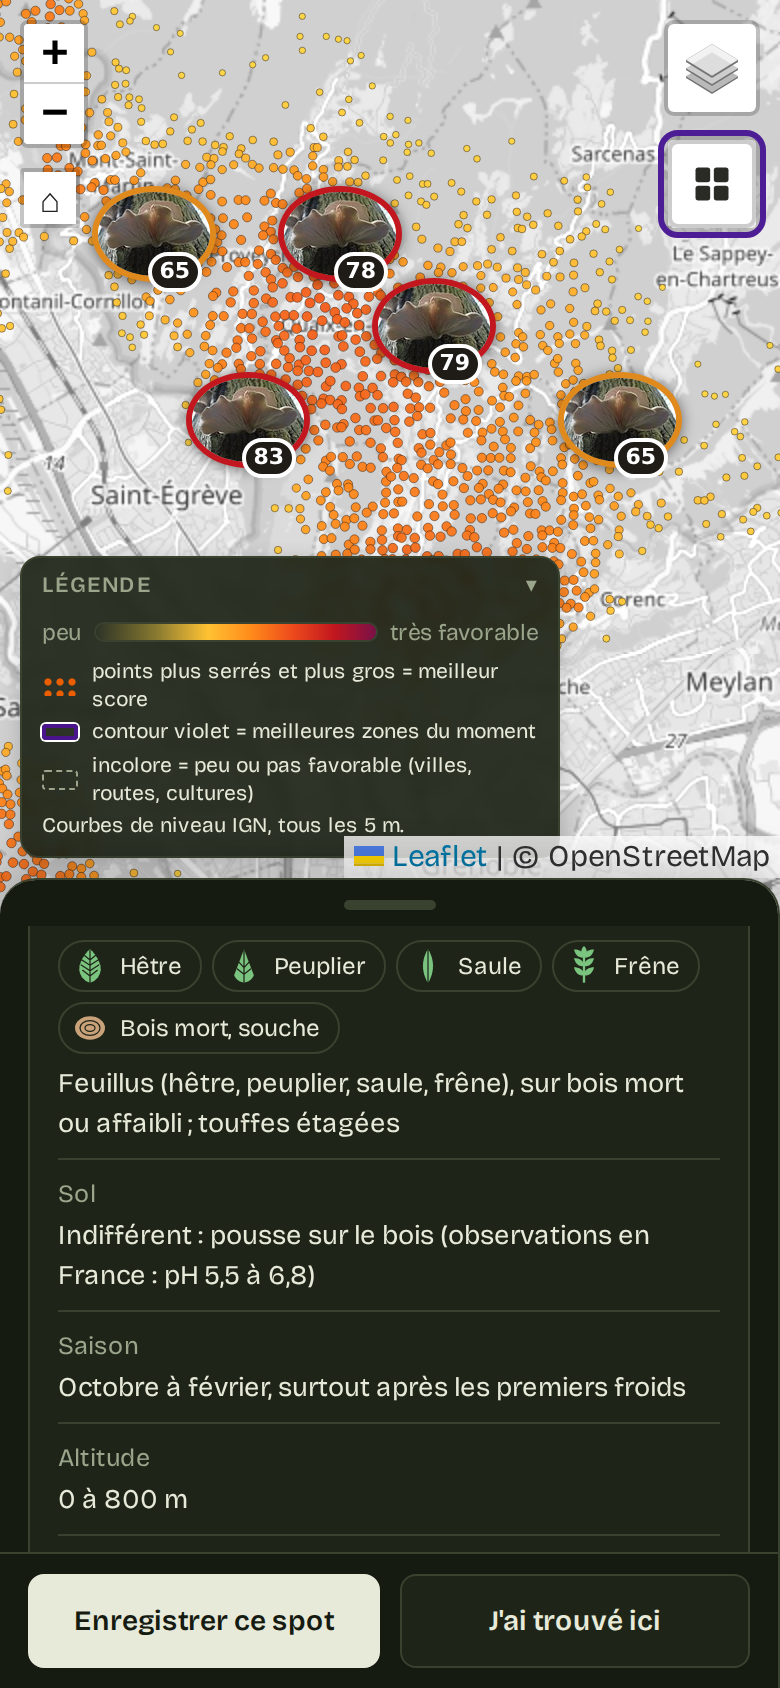 +
Sarcenas
−
Mont-Saint-
Le Sappey-
en-Chartreus
65
78
ontanil-Cornillon
79
83
65
14
Saint-Égrève
LÉGENDE ▼
Corenc
peu très favorable
points plus serrés et plus gros = meilleur
score
che
Meylan
contour violet = meilleures zones du moment
27
incolore = peu ou pas favorable (villes,
routes, cultures)
Courbes de niveau IGN, tous les 5 m.
Leaflet | © OpenStreetMap
Hêtre
Peuplier
Saule
Frêne
Bois mort, souche
Feuillus (hêtre, peuplier, saule, frêne), sur bois mort
ou affaibli ; touffes étagées
Sol
Indifférent : pousse sur le bois (observations en
France : pH 5,5 à 6,8)
Saison
Octobre à février, surtout après les premiers froids
Altitude
0 à 800 m
Enregistrer ce spot
J'ai trouvé ici